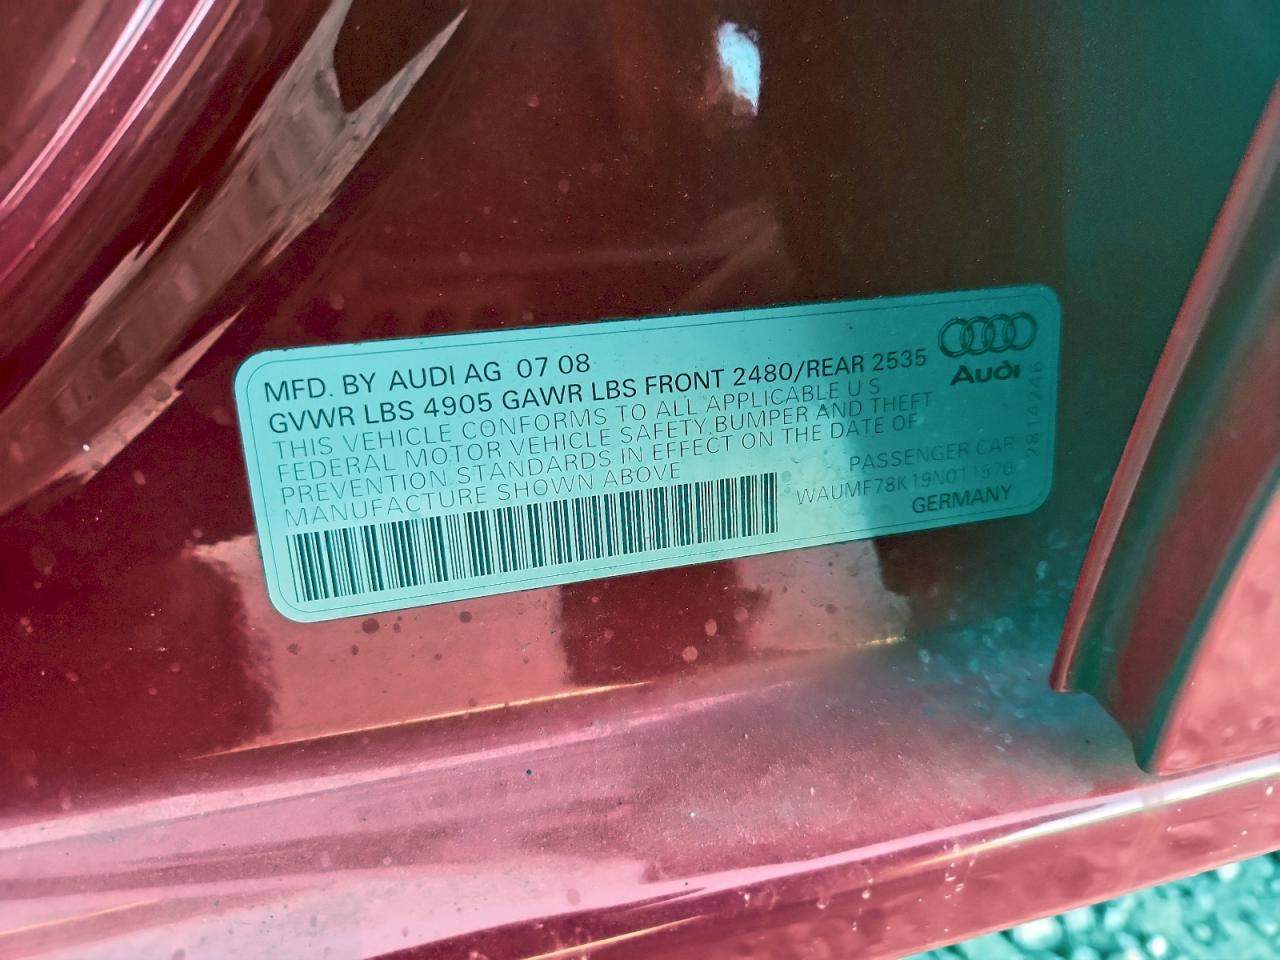 MFD. BY AUDI AG 07 08
GVWR LBS 4905 GAWR LBS FRONT 2480/REAR 2535
THIS VEHICLE CONFORMS TO ALL APPLICABLE U S
FEDERAL MOTOR VEHICLE SAFETY, BUMPER AND THEFT
PREVENTION STANDARDS IN EFFECT ON THE DATE OF
MANUFACTURE SHOWN ABOVE
Audi
PASSENGER CAR
WAUMF78K19N011570
GERMANY
2814246